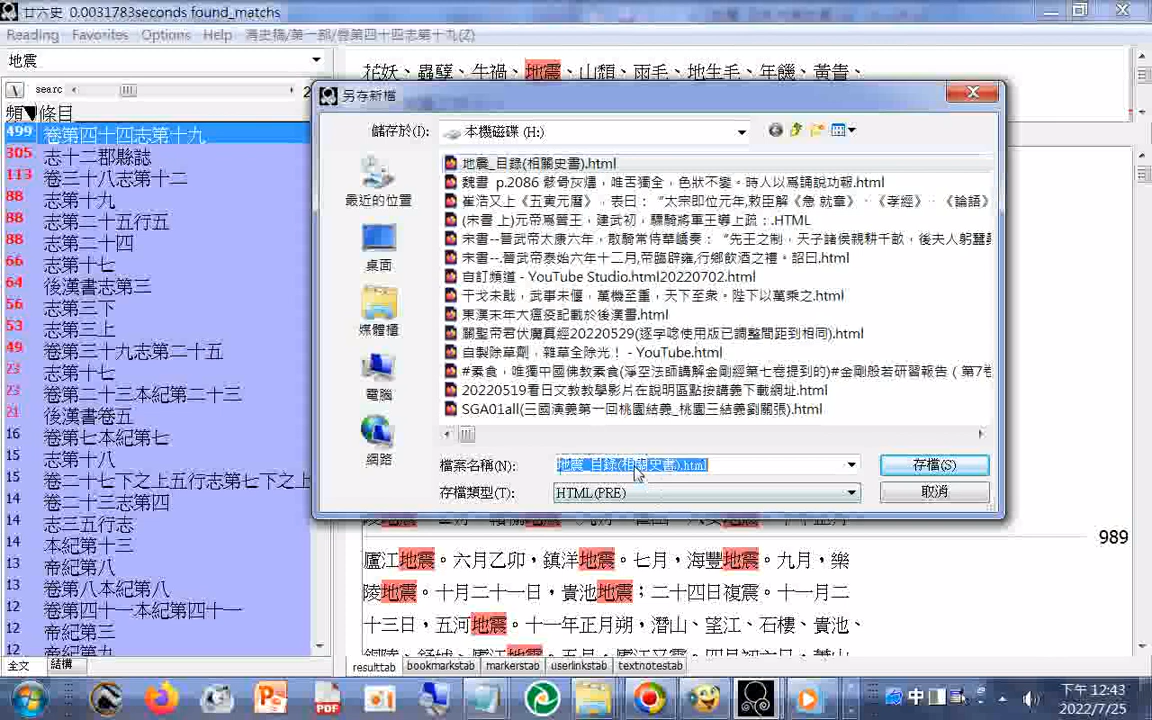 廿六史 0.0031783seconds found_matchs
Reading Favorites Options Help 清史稿/第一部/卷第四十四志第十九(Z)
地震
searc
頻 條目
499 卷第四十四志第十九
305 志十二郡縣誌
113 卷三十八志第十二
88 志第十九
88 志第二十五行五
88 志第二十四
66 志第十七
64 後漢書志第三
56 志第三下
53 志第三上
49 卷第三十九志第二十五
23 志第十七
23 卷第二十三本紀第二十三
21 後漢書卷五
16 卷第七本紀第七
15 志第十八
15 卷第二十七下之上五行志第七下之上
15 卷第二十三志第四
14 志三五行志
14 本紀第十三
13 帝紀第八
13 卷第八本紀第八
12 卷第四十一本紀第四十一
12 帝紀第三
12 帝紀第九
全文 結構
花妖、蟲孽、牛禍、地震、山頹、雨毛、地生毛、年饑、黃眚、
另存新檔
儲存於(I): 本機磁碟 (H:)
最近的位置
桌面
媒體櫃
電腦
網路
地震_目錄(相關史書).html
魏書 p.2086 骸骨灰燼，唯舌獨全，色狀不變。時人以爲誦說功報.html
崔浩又上《五寅元曆》，表曰：“太宗即位元年,敕臣解《急 就章》、《孝經》、《論語》
(宋書 上)元帝爲晉王，建武初，驃騎將軍王導上疏：.HTML
宋書--晉武帝太康六年，散騎常侍華嶠奏：“先王之制，天子諸侯親耕千畝，後夫人躬蠶
宋書--.晉武帝泰始六年十二月,帝臨辟雍,行鄉飲酒之禮。詔曰.html
自訂頻道 - YouTube Studio.html20220702.html
干戈未戢，武事未偃，萬機至重，天下至衆。陛下以萬乘之.html
東漢末年大瘟疫記載於後漢書.html
關聖帝君伏魔真經20220529(逐字唸使用版已調整間距到相同).html
自製除草劑，雜草全除光！ - YouTube.html
#素食，唯獨中國佛教素食(淨空法師講解金剛經第七卷提到的)#金剛般若研習報告（第7卷
20220519看日文教教學影片在說明區點按講義下載網址.html
SGA01all(三國演義第一回桃園結義_桃園三結義劉關張).html
檔案名稱(N): 地震_目錄(相關史書).html 存檔(S)
存檔類型(T): HTML(PRE) 取消
989
廬江地震。六月乙卯，鎮洋地震。七月，海豐地震。九月，樂
陵地震。十月二十一日，貴池地震；二十四日複震。十一月二
十三日，五河地震。十一年正月朔，潛山、望江、石樓、貴池、
resulttab bookmarkstab markerstab userlinkstab textnotestab
中
下午 12:43
2022/7/25